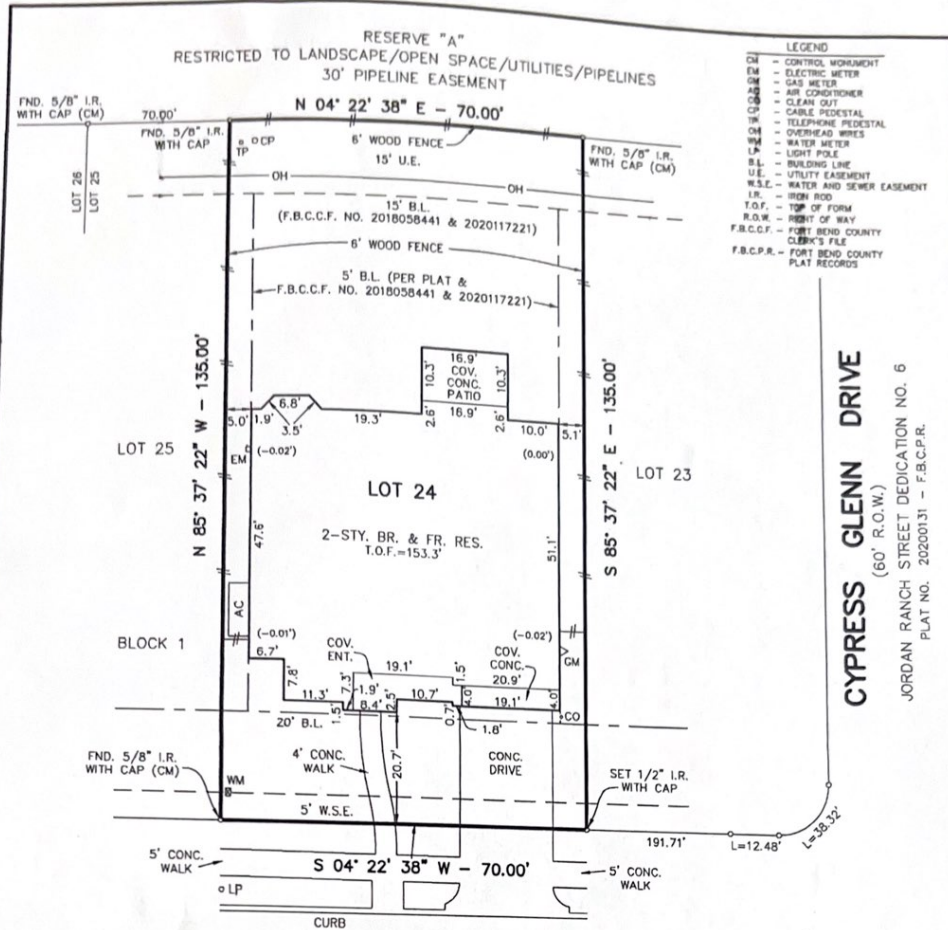 RESERVE "A"
RESTRICTED TO LANDSCAPE/OPEN SPACE/UTILITIES/PIPELINES
30' PIPELINE EASEMENT
N 04° 22' 38" E - 70.00'
FND. 5/8" I.R.
WITH CAP (CM)
70.00'
FND. 5/8" I.R.
WITH CAP
TP
CP
6' WOOD FENCE
15' U.E.
FND. 5/8" I.R.
WITH CAP (CM)
LOT 26
LOT 25
OH
OH
15' B.L.
(F.B.C.C.F. NO. 2018058441 & 2020117221)
6' WOOD FENCE
5' B.L. (PER PLAT &
F.B.C.C.F. NO. 2018058441 & 2020117221)
LEGEND
CM - CONTROL MONUMENT
EM - ELECTRIC METER
GM - GAS METER
AC - AIR CONDITIONER
CO - CLEAN OUT
CP - CABLE PEDESTAL
TP - TELEPHONE PEDESTAL
OH - OVERHEAD WIRES
WM - WATER METER
LP - LIGHT POLE
B.L. - BUILDING LINE
U.E. - UTILITY EASEMENT
W.S.E. - WATER AND SEWER EASEMENT
I.R. - IRON ROD
T.O.F. - TOP OF FORM
R.O.W. - RIGHT OF WAY
F.B.C.C.F. - FORT BEND COUNTY
CLERK'S FILE
F.B.C.P.R. - FORT BEND COUNTY
PLAT RECORDS
N 85° 37' 22" W - 135.00'
S 85° 37' 22" E - 135.00'
16.9'
COV.
CONC.
PATIO
16.9'
10.3'
10.3'
2.6'
2.6'
5.0'
1.9'
6.8'
3.5'
19.3'
10.0'
5.1'
LOT 25
EM
(-0.02)
(0.00')
LOT 23
LOT 24
2-STY. BR. & FR. RES.
T.O.F.=153.3'
47.6'
51.1'
AC
BLOCK 1
(-0.01')
(-0.02')
6.7'
COV.
ENT.
19.1'
COV.
CONC.
20.9'
GM
7.8'
11.3'
7.3'
1.9'
8.4'
2.5'
10.7'
1.5'
4.0'
19.1'
4.0'
20' B.L.
1.5'
0.7'
1.8'
CO
4' CONC.
WALK
20.7'
CONC.
DRIVE
FND. 5/8" I.R.
WITH CAP (CM)
WM
5' W.S.E.
SET 1/2" I.R.
WITH CAP
191.71'
L=12.48'
L=38.32'
5' CONC.
WALK
S 04° 22' 38" W - 70.00'
5' CONC.
WALK
LP
CURB
CYPRESS GLENN DRIVE
(60' R.O.W.)
JORDAN RANCH STREET DEDICATION NO. 6
PLAT NO. 20200131 - F.B.C.P.R.